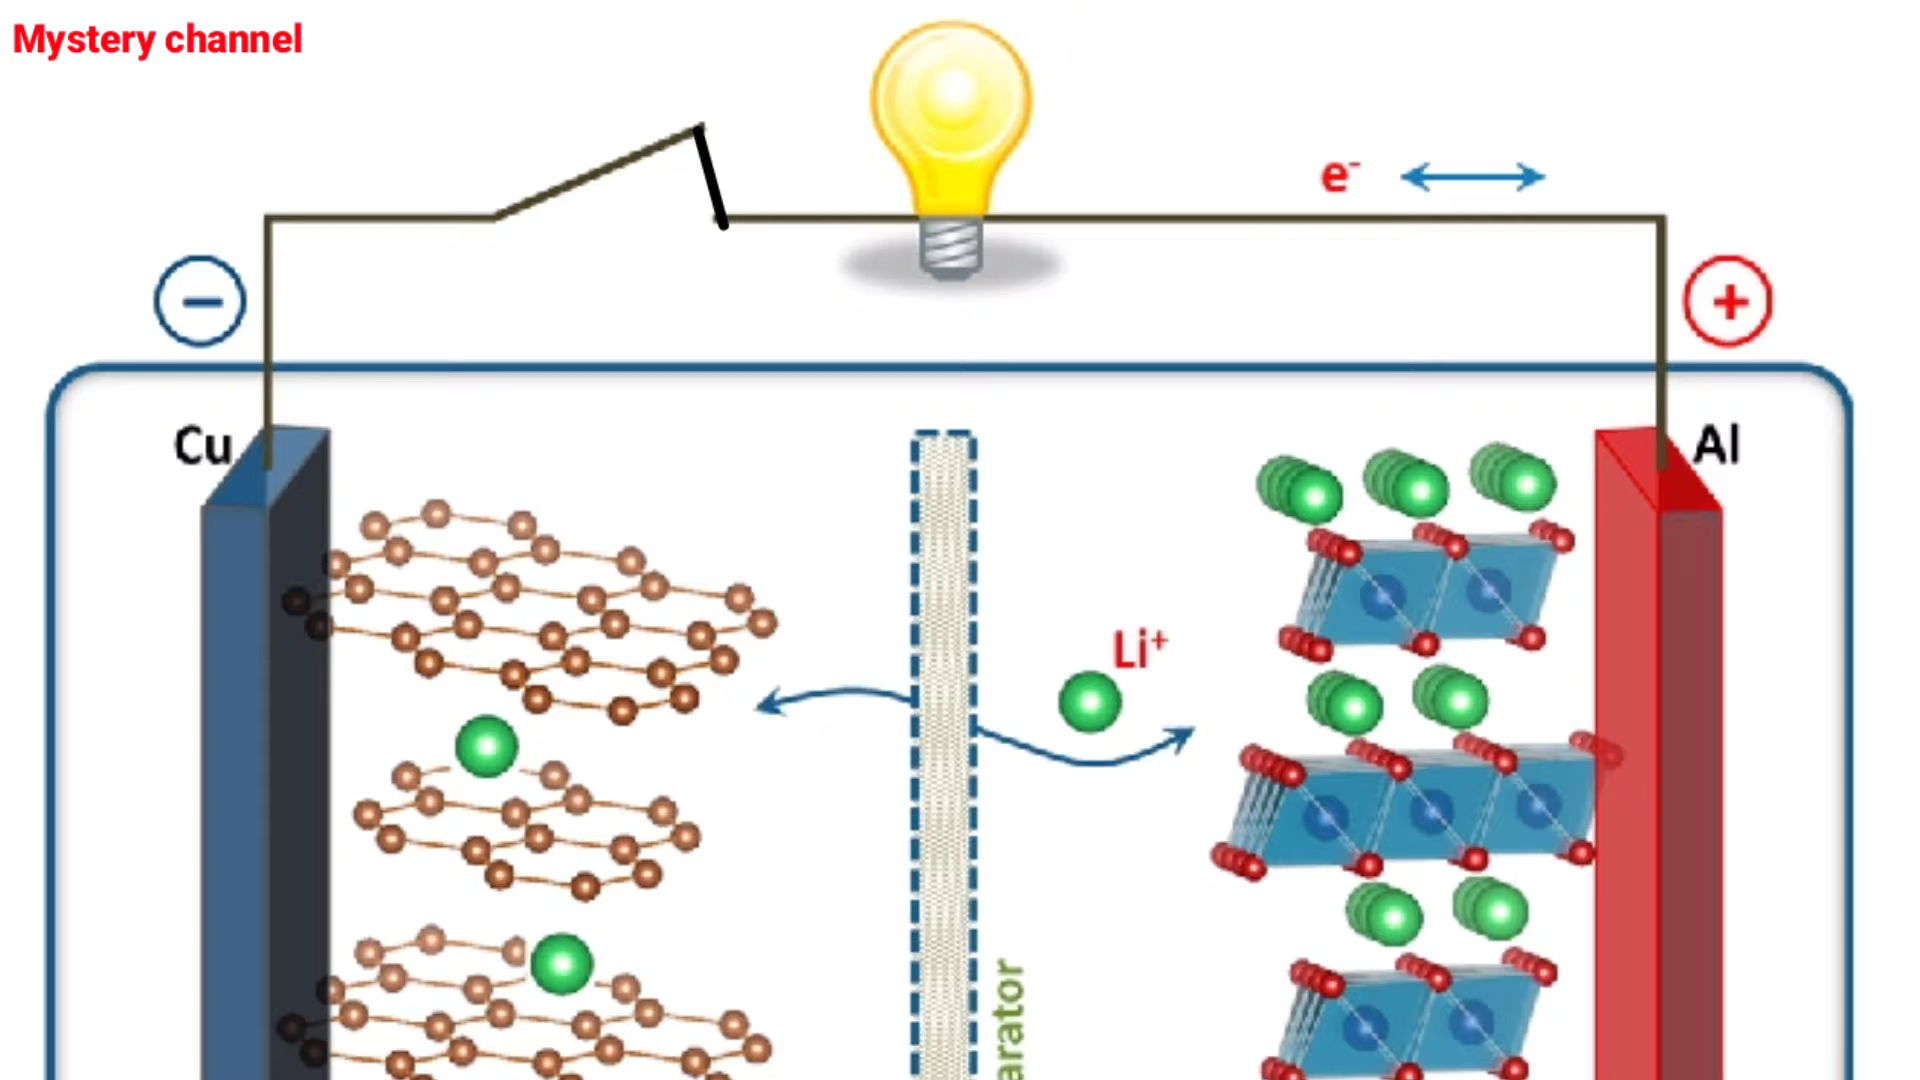 Mystery channel
e⁻
−
+
Cu
Al
Li⁺
arator